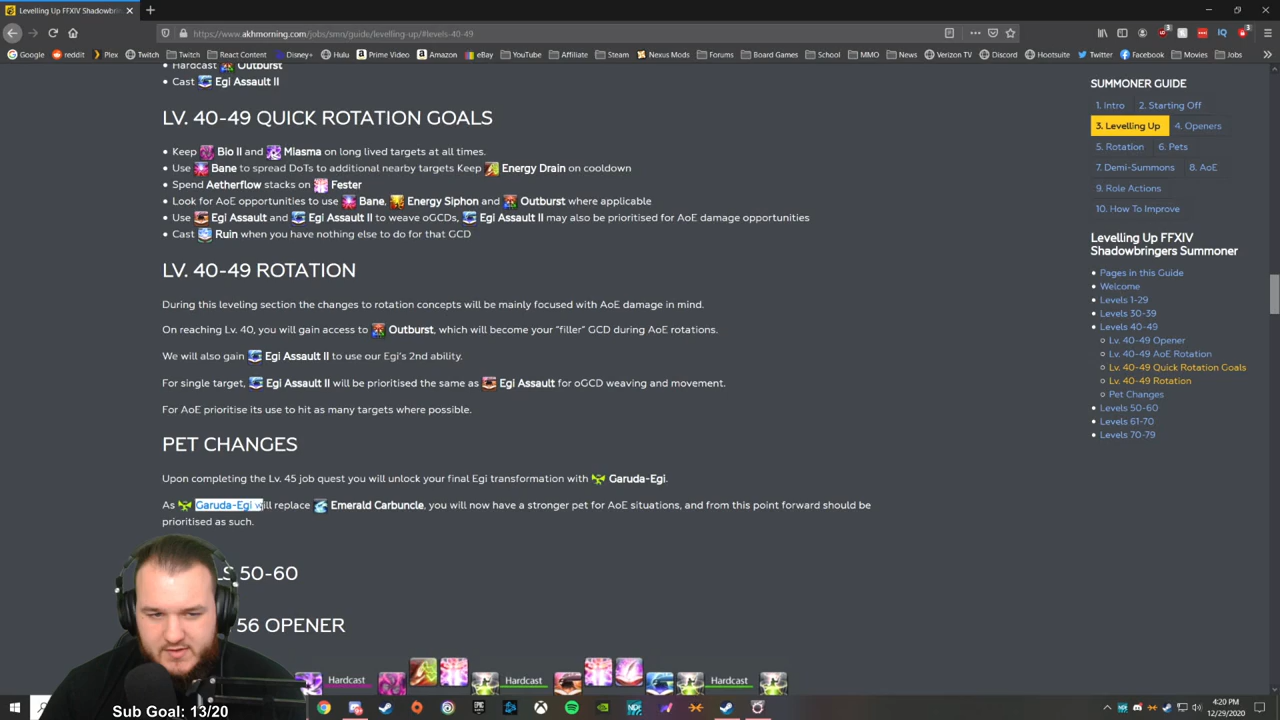 Levelling Up FFXIV Shadowbrin
https://www.akhmorning.com/jobs/smn/guide/levelling-up/#levels-40-49
Google reddit Plex Twitch Twitch React Content Disney+ Hulu Prime Video Amazon eBay YouTube Affiliate Steam Nexus Mods Forums Board Games School MMO News Verizon TV Discord Hootsuite Twitter Facebook Movies Jobs
• Hardcast Outburst
• Cast Egi Assault II
LV. 40-49 QUICK ROTATION GOALS
• Keep Bio II and Miasma on long lived targets at all times.
• Use Bane to spread DoTs to additional nearby targets Keep Energy Drain on cooldown
• Spend Aetherflow stacks on Fester
• Look for AoE opportunities to use Bane, Energy Siphon and Outburst where applicable
• Use Egi Assault and Egi Assault II to weave oGCDs, Egi Assault II may also be prioritised for AoE damage opportunities
• Cast Ruin when you have nothing else to do for that GCD
LV. 40-49 ROTATION
During this leveling section the changes to rotation concepts will be mainly focused with AoE damage in mind.
On reaching Lv. 40, you will gain access to Outburst, which will become your "filler" GCD during AoE rotations.
We will also gain Egi Assault II to use our Egi's 2nd ability.
For single target, Egi Assault II will be prioritised the same as Egi Assault for oGCD weaving and movement.
For AoE prioritise its use to hit as many targets where possible.
PET CHANGES
Upon completing the Lv. 45 job quest you will unlock your final Egi transformation with Garuda-Egi.
As Garuda-Egi will replace Emerald Carbuncle, you will now have a stronger pet for AoE situations, and from this point forward should be
prioritised as such.
LS 50-60
56 OPENER
Hardcast Hardcast Hardcast
SUMMONER GUIDE
1. Intro 2. Starting Off
3. Levelling Up 4. Openers
5. Rotation 6. Pets
7. Demi-Summons 8. AoE
9. Role Actions
10. How To Improve
Levelling Up FFXIV
Shadowbringers Summoner
• Pages in this Guide
• Welcome
• Levels 1-29
• Levels 30-39
• Levels 40-49
Lv. 40-49 Opener
Lv. 40-49 AoE Rotation
Lv. 40-49 Quick Rotation Goals
Lv. 40-49 Rotation
Pet Changes
• Levels 50-60
• Levels 61-70
• Levels 70-79
Sub Goal: 13/20
4:20 PM
12/29/2020